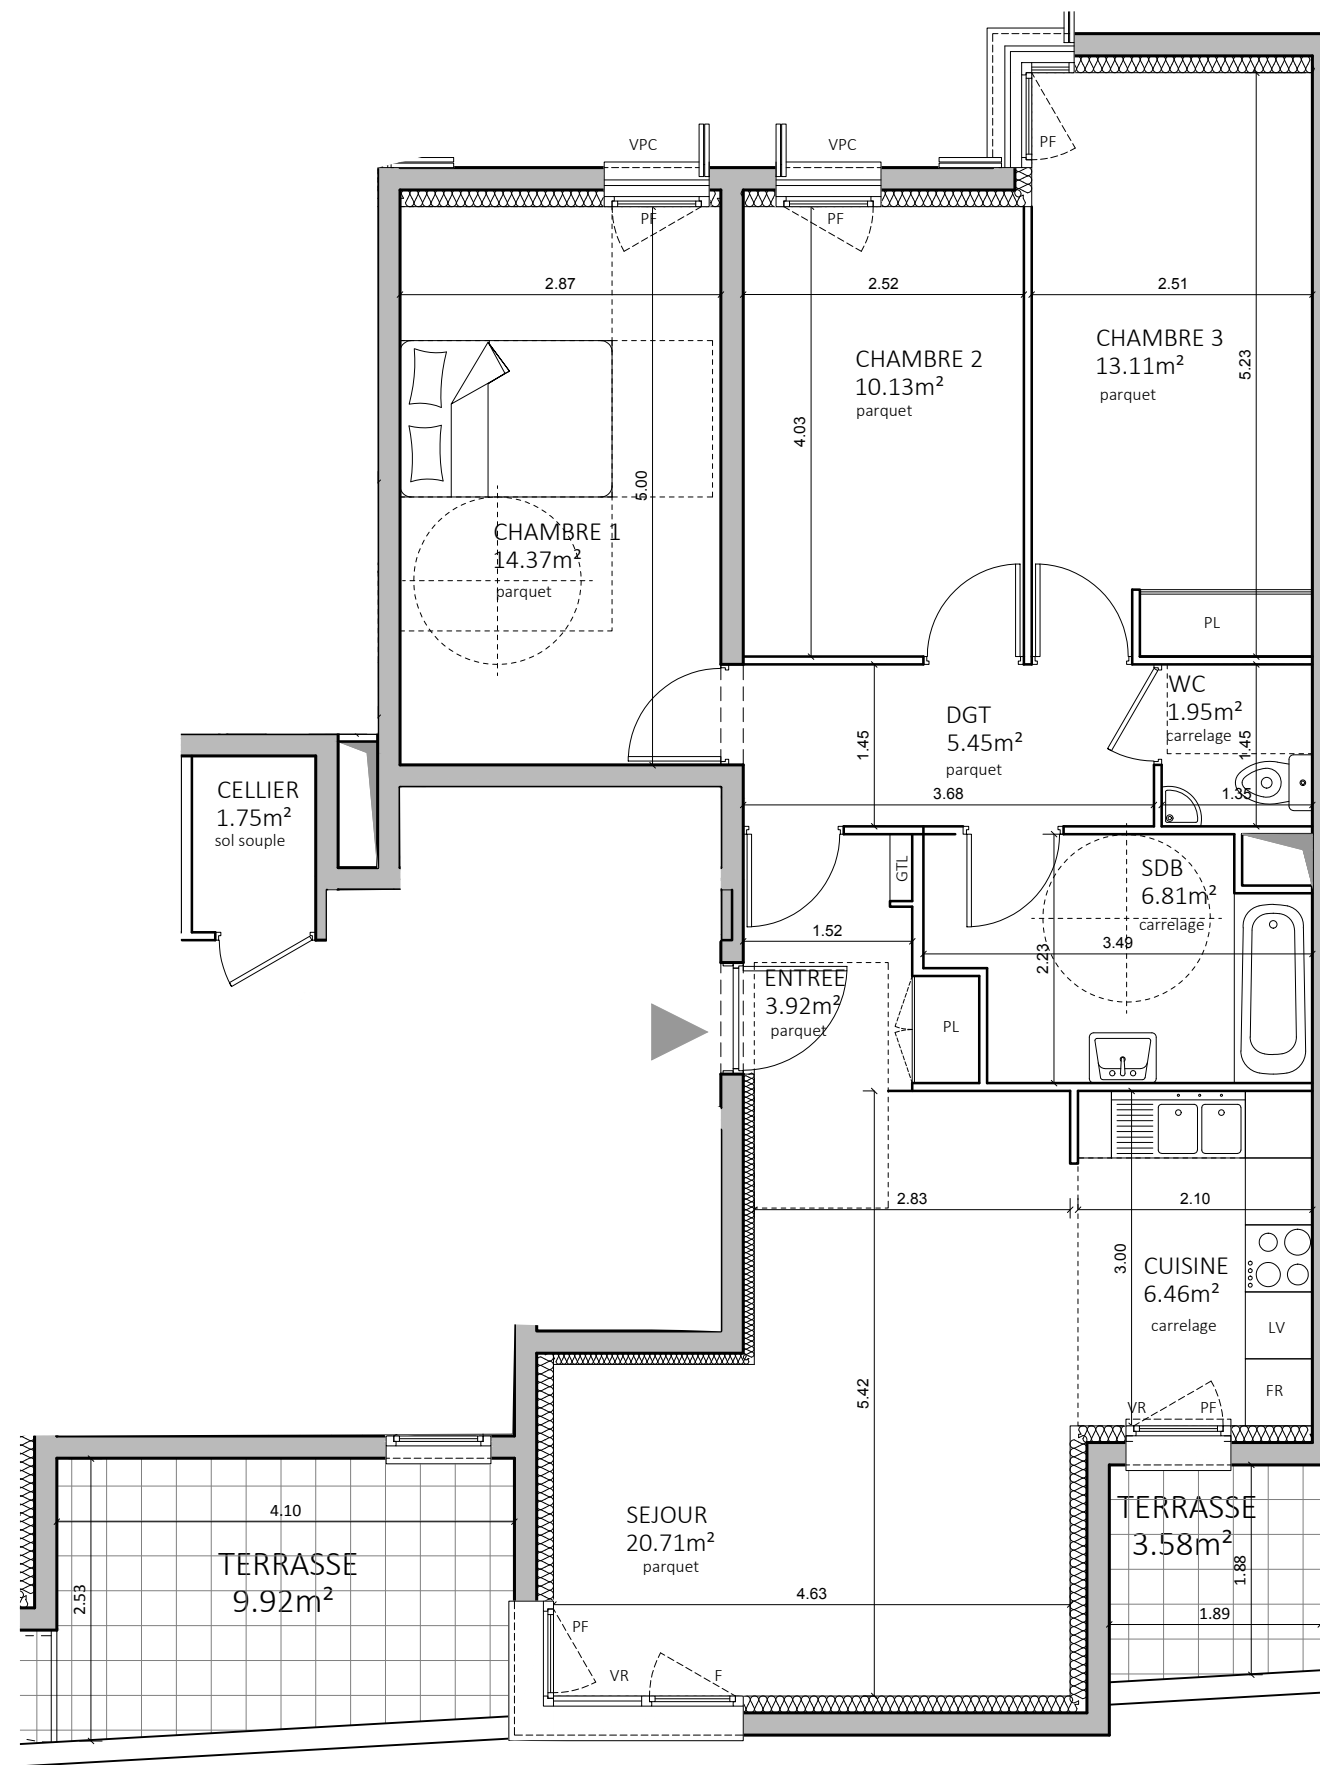 VPC
VPC
PF
PF
PF
2.87
2.52
2.51
CHAMBRE 3
13.11m²
parquet
5.23
CHAMBRE 2
10.13m²
parquet
4.03
5.00
CHAMBRE 1
14.37m²
parquet
PL
WC
1.95m²
carrelage
1.45
DGT
5.45m²
parquet
1.45
3.68
1.35
CELLIER
1.75m²
sol souple
GTL
SDB
6.81m²
carrelage
1.52
3.49
2.23
ENTREE
3.92m²
parquet
PL
2.83
2.10
3.00
CUISINE
6.46m²
carrelage
LV
FR
5.42
VR
PF
SEJOUR
20.71m²
parquet
4.63
4.10
TERRASSE
9.92m²
2.53
TERRASSE
3.58m²
1.88
1.89
PF
VR
F